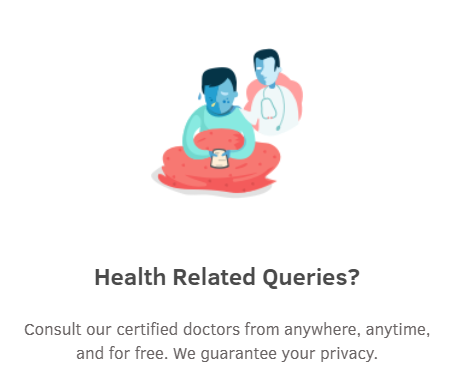 Health Related Queries?
Consult our certified doctors from anywhere, anytime,
and for free. We guarantee your privacy.